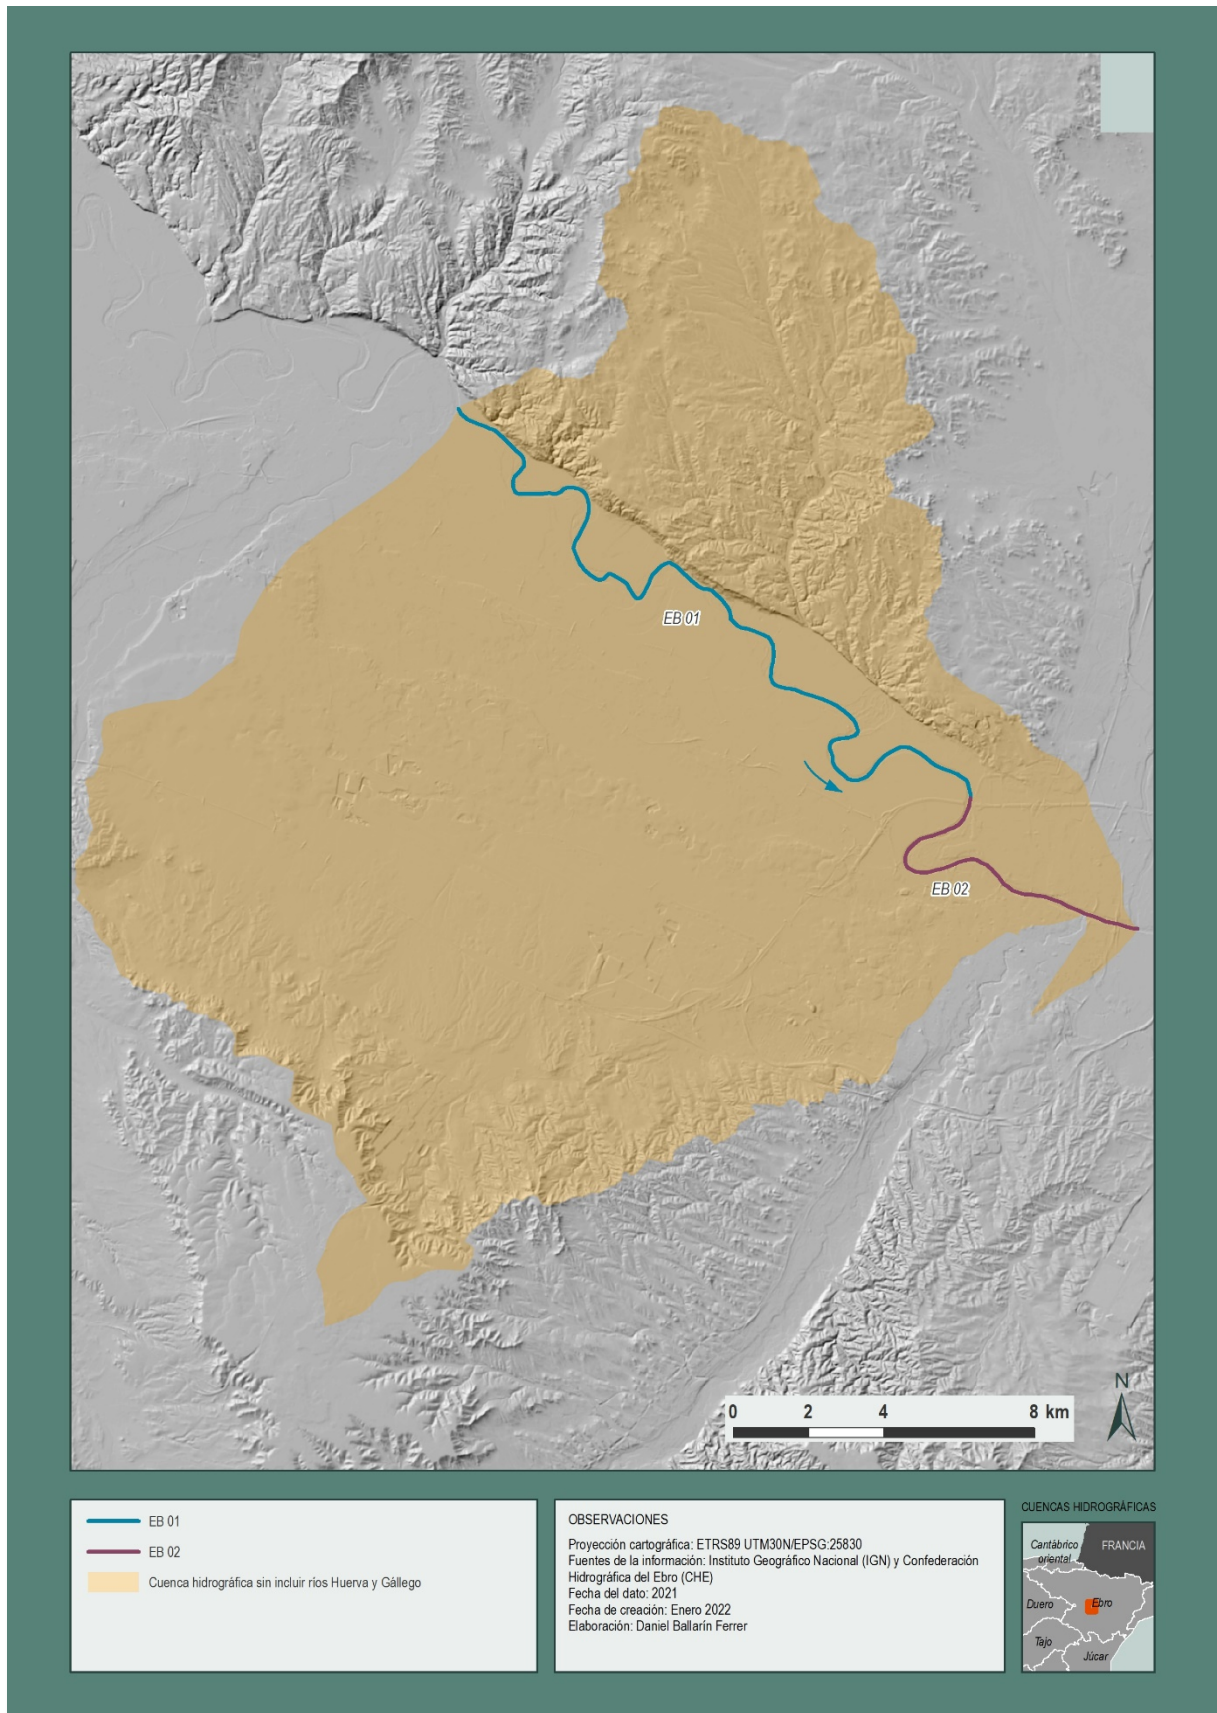 EB 01
EB 02
N
0 2 4 8 km
EB 01
EB 02
Cuenca hidrográfica sin incluir ríos Huerva y Gállego
OBSERVACIONES
Proyección cartográfica: ETRS89 UTM30N/EPSG:25830
Fuentes de la información: Instituto Geográfico Nacional (IGN) y Confederación
Hidrográfica del Ebro (CHE)
Fecha del dato: 2021
Fecha de creación: Enero 2022
Elaboración: Daniel Ballarín Ferrer
CUENCAS HIDROGRÁFICAS
Cantábrico
oriental
FRANCIA
Duero
Ebro
Tajo
Júcar